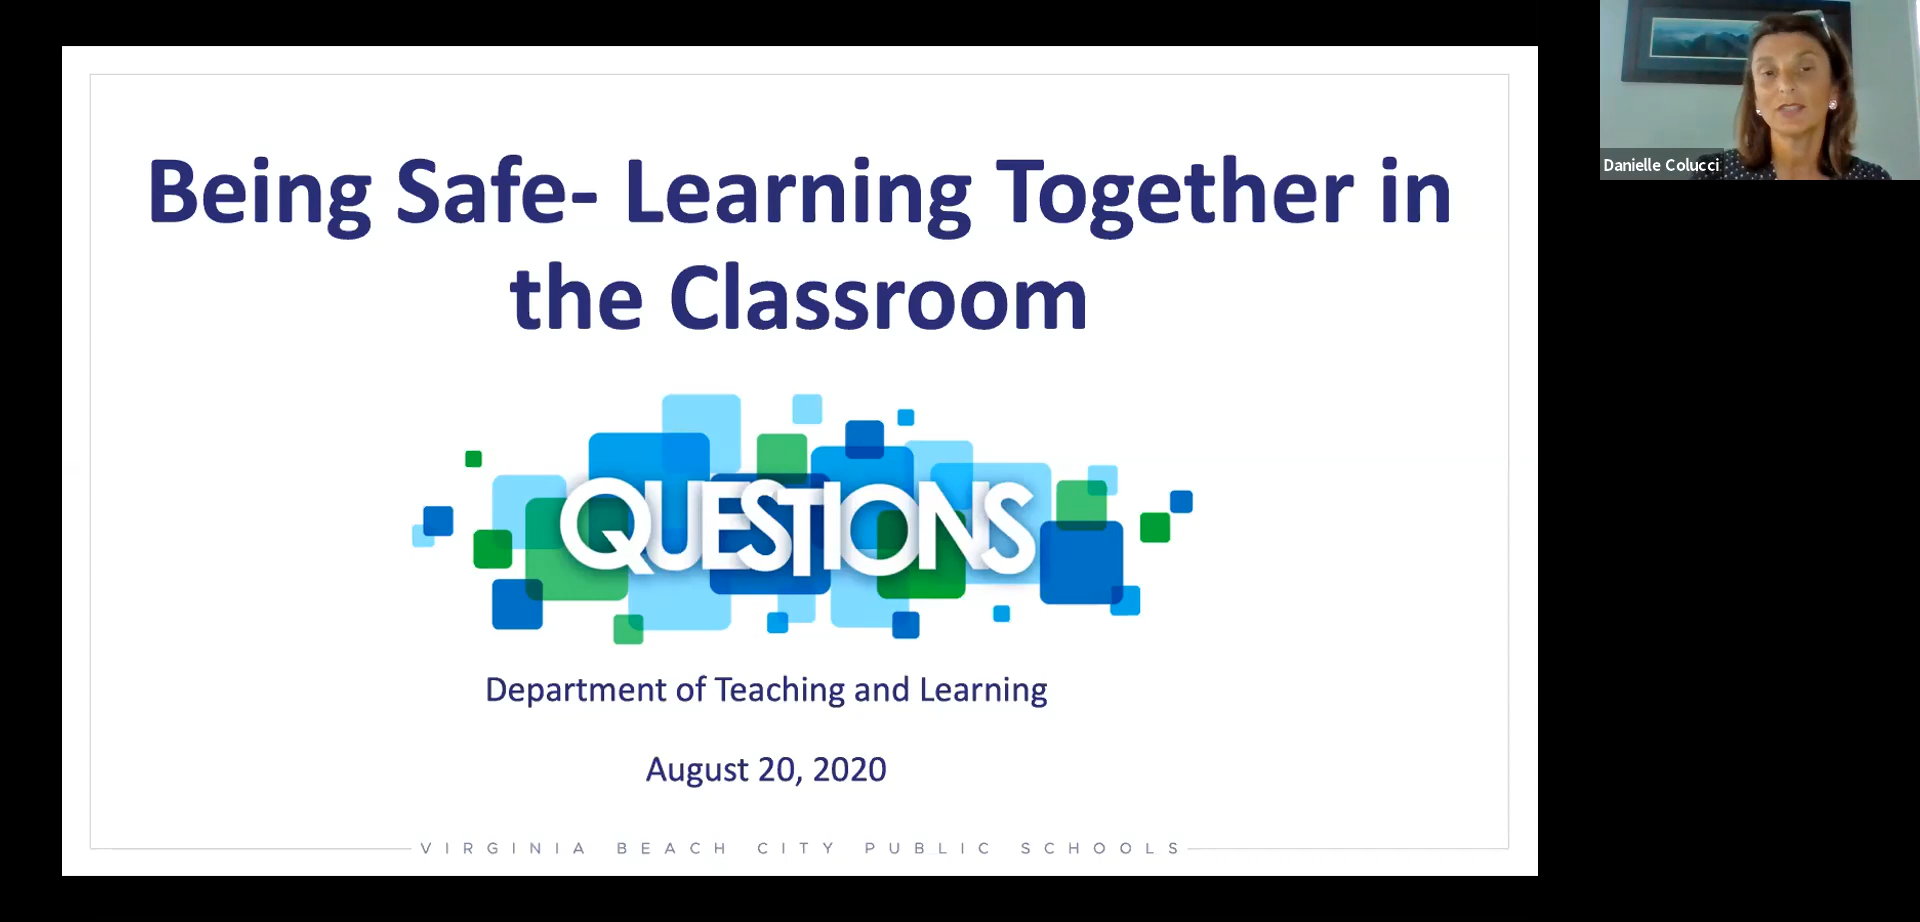 Being Safe- Learning Together in
the Classroom
QUESTIONS
Department of Teaching and Learning
August 20, 2020
VIRGINIA BEACH CITY PUBLIC SCHOOLS
Danielle Colucci